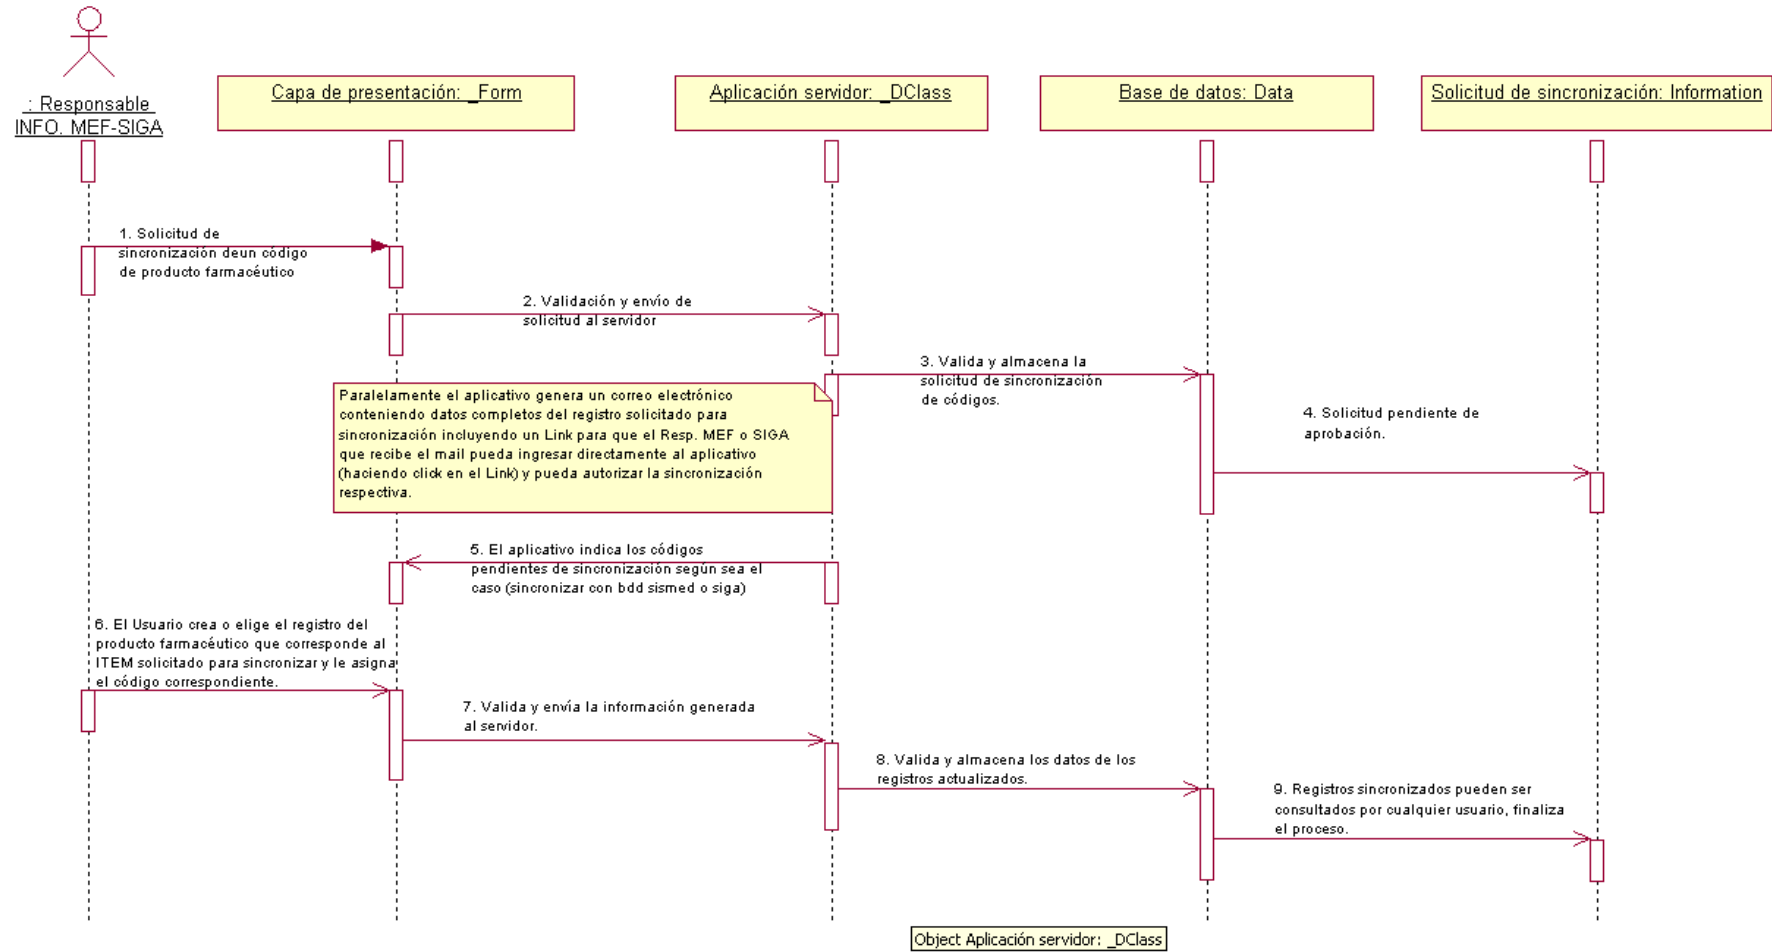 : Responsable
INFO. MEF-SIGA
Capa de presentación: _Form
Aplicación servidor: _DClass
Base de datos: Data
Solicitud de sincronización: Information
1. Solicitud de
sincronización deun código
de producto farmacéutico
2. Validación y envío de
solicitud al servidor
3. Valida y almacena la
solicitud de sincronización
de códigos.
Paralelamente el aplicativo genera un correo electrónico
conteniendo datos completos del registro solicitado para
sincronización incluyendo un Link para que el Resp. MEF o SIGA
que recibe el mail pueda ingresar directamente al aplicativo
(haciendo click en el Link) y pueda autorizar la sincronización
respectiva.
4. Solicitud pendiente de
aprobación.
5. El aplicativo indica los códigos
pendientes de sincronización según sea el
caso (sincronizar con bdd sismed o siga)
6. El Usuario crea o elige el registro del
producto farmacéutico que corresponde al
ITEM solicitado para sincronizar y le asigna
el código correspondiente.
7. Valida y envía la información generada
al servidor.
8. Valida y almacena los datos de los
registros actualizados.
9. Registros sincronizados pueden ser
consultados por cualquier usuario, finaliza
el proceso.
Object Aplicación servidor: _DClass